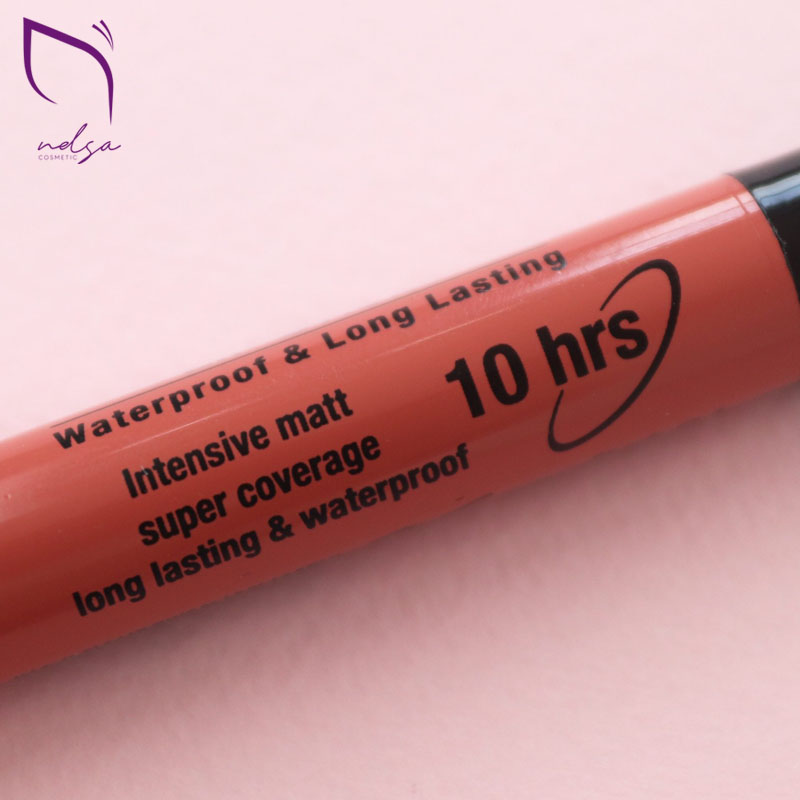 nelsa
COSMETIC
Waterproof & Long Lasting
10 hrs
Intensive matt
super coverage
long lasting & waterproof